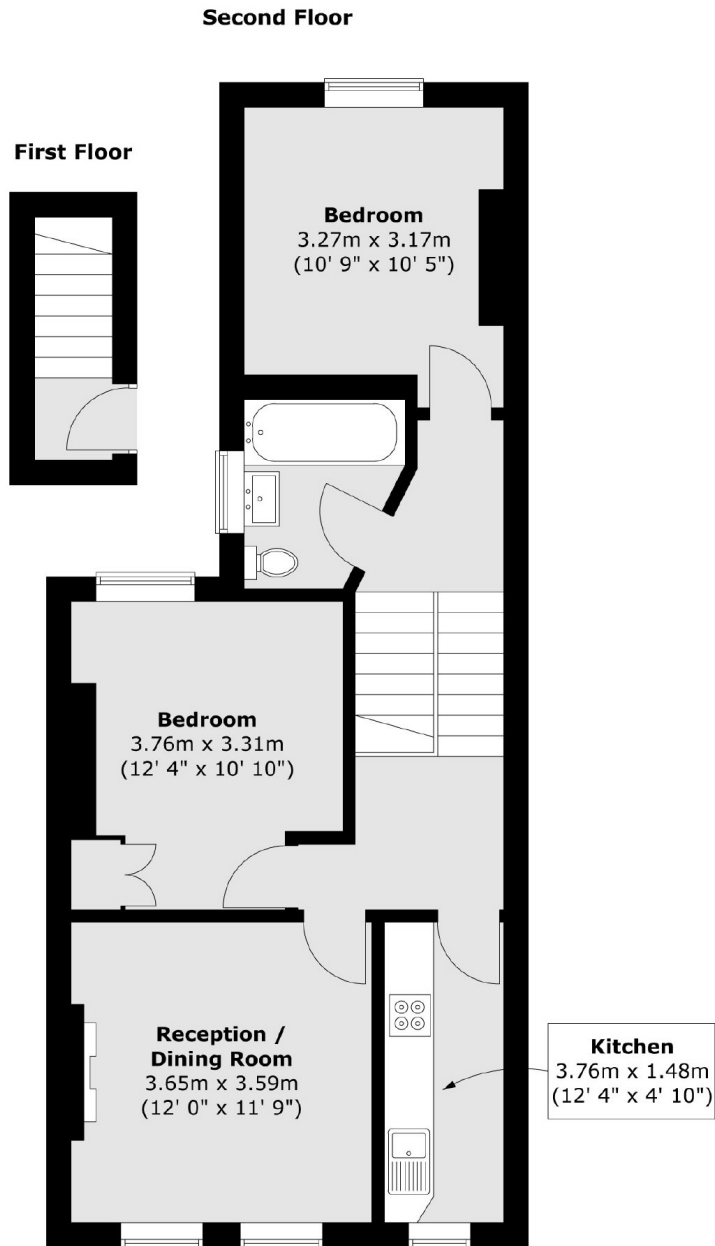 Second Floor
First Floor
Bedroom
3.27m x 3.17m
(10' 9" x 10' 5")
Bedroom
3.76m x 3.31m
(12' 4" x 10' 10")
Reception /
Dining Room
3.65m x 3.59m
(12' 0" x 11' 9")
Kitchen
3.76m x 1.48m
(12' 4" x 4' 10")